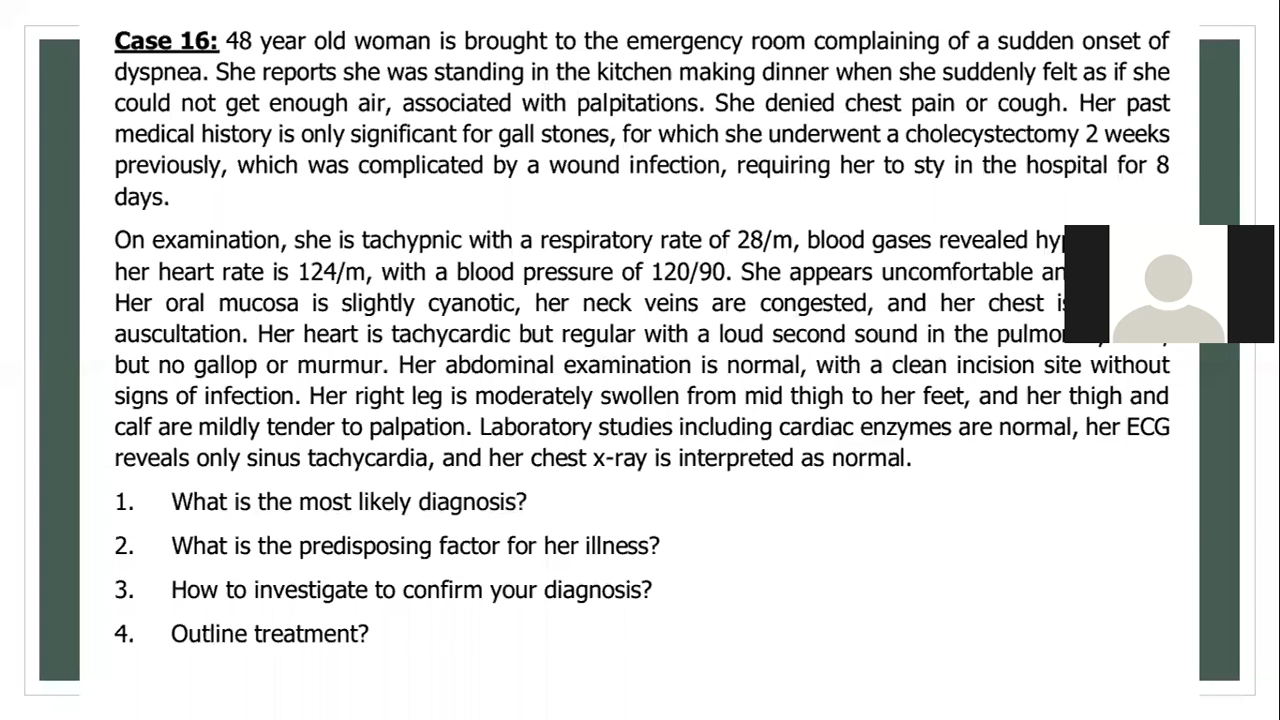 Case 16: 48 year old woman is brought to the emergency room complaining of a sudden onset of
dyspnea. She reports she was standing in the kitchen making dinner when she suddenly felt as if she
could not get enough air, associated with palpitations. She denied chest pain or cough. Her past
medical history is only significant for gall stones, for which she underwent a cholecystectomy 2 weeks
previously, which was complicated by a wound infection, requiring her to sty in the hospital for 8
days.
On examination, she is tachypnic with a respiratory rate of 28/m, blood gases revealed
her heart rate is 124/m, with a blood pressure of 120/90. She appears uncomfortable
Her oral mucosa is slightly cyanotic, her neck veins are congested, and her chest
auscultation. Her heart is tachycardic but regular with a loud second sound in the
but no gallop or murmur. Her abdominal examination is normal, with a clean incision site without
signs of infection. Her right leg is moderately swollen from mid thigh to her feet, and her thigh and
calf are mildly tender to palpation. Laboratory studies including cardiac enzymes are normal, her ECG
reveals only sinus tachycardia, and her chest x-ray is interpreted as normal.
1. What is the most likely diagnosis?
2. What is the predisposing factor for her illness?
3. How to investigate to confirm your diagnosis?
4. Outline treatment?